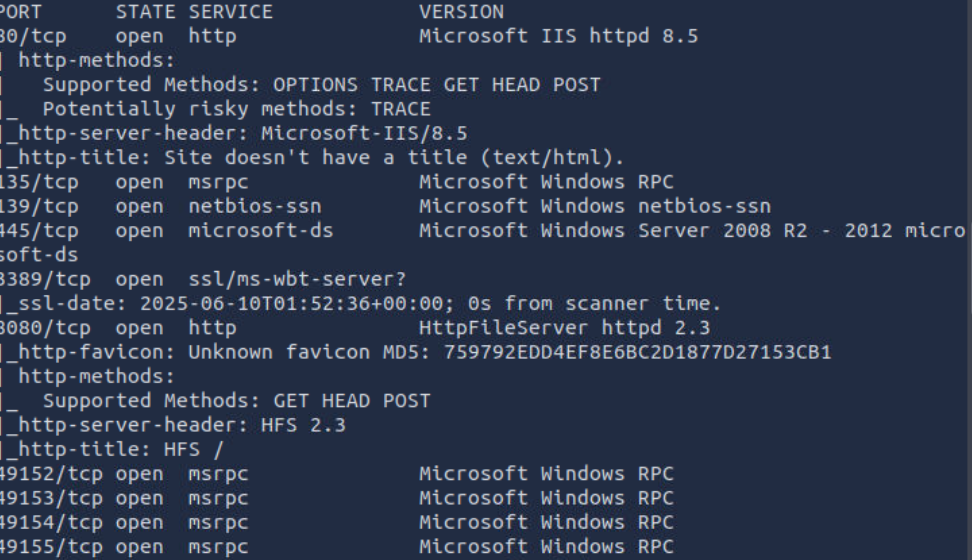 PORT      STATE SERVICE            VERSION
80/tcp    open  http               Microsoft IIS httpd 8.5
| http-methods:
|   Supported Methods: OPTIONS TRACE GET HEAD POST
|_  Potentially risky methods: TRACE
|_http-server-header: Microsoft-IIS/8.5
|_http-title: Site doesn't have a title (text/html).
135/tcp   open  msrpc              Microsoft Windows RPC
139/tcp   open  netbios-ssn        Microsoft Windows netbios-ssn
445/tcp   open  microsoft-ds       Microsoft Windows Server 2008 R2 - 2012 micro
soft-ds
3389/tcp  open  ssl/ms-wbt-server?
|_ssl-date: 2025-06-10T01:52:36+00:00; 0s from scanner time.
8080/tcp  open  http               HttpFileServer httpd 2.3
|_http-favicon: Unknown favicon MD5: 759792EDD4EF8E6BC2D1877D27153CB1
| http-methods:
|_  Supported Methods: GET HEAD POST
|_http-server-header: HFS 2.3
|_http-title: HFS /
49152/tcp open  msrpc              Microsoft Windows RPC
49153/tcp open  msrpc              Microsoft Windows RPC
49154/tcp open  msrpc              Microsoft Windows RPC
49155/tcp open  msrpc              Microsoft Windows RPC